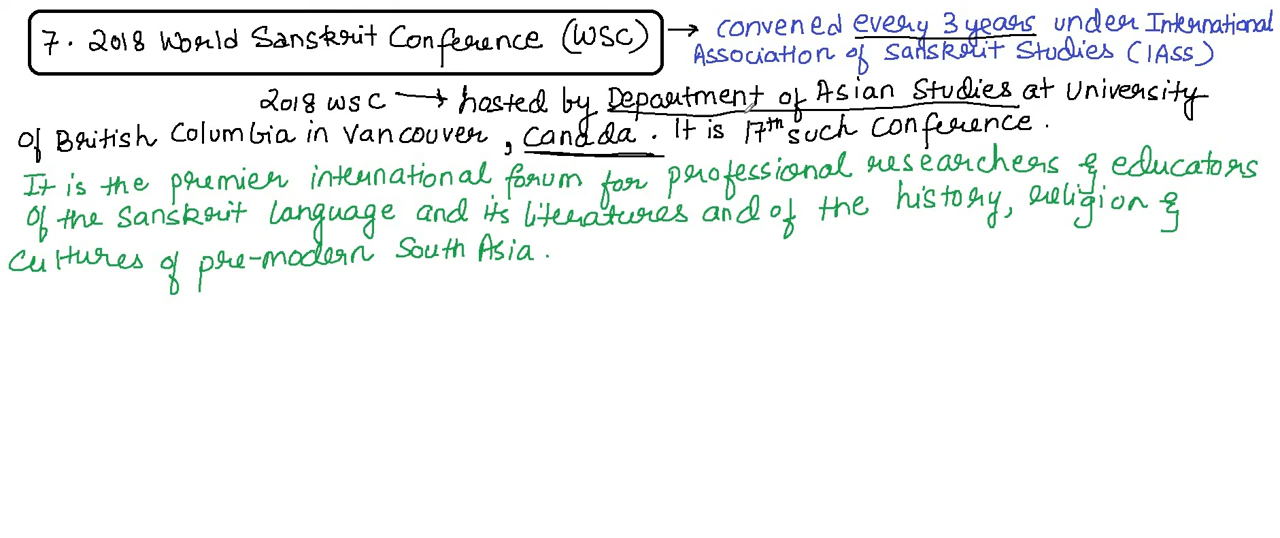 7. 2018 World Sanskrit Conference (WSC) → convened every 3 years under International
Association of Sanskrit Studies (IASS)
2018 WSC → hosted by Department of Asian Studies at University
of British Columbia in Vancouver, Canada. It is 17th such conference.
It is the premier international forum for professional researchers & educators
of the Sanskrit language and its literatures and of the history, religion &
cultures of pre-modern South Asia.